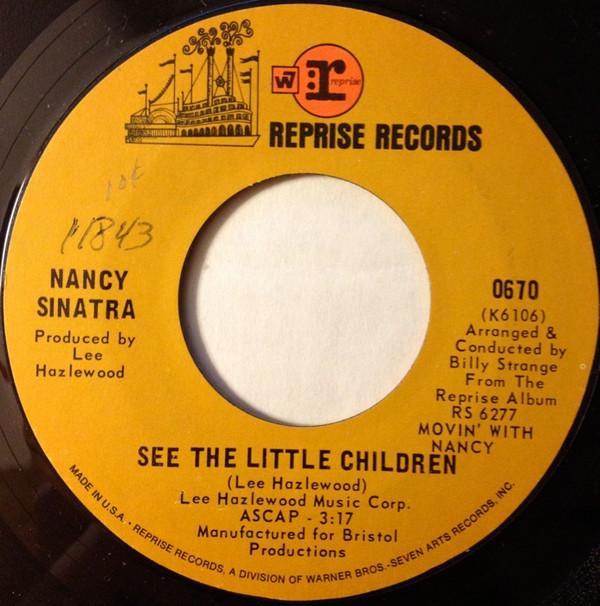 W7 r: reprise
REPRISE RECORDS
11843
NANCY
SINATRA
Produced by
Lee
Hazlewood
0670
(K6106)
Arranged &
Conducted by
Billy Strange
From The
Reprise Album
RS 6277
MOVIN' WITH
NANCY
SEE THE LITTLE CHILDREN
(Lee Hazlewood)
Lee Hazlewood Music Corp.
ASCAP - 3:17
Manufactured for Bristol
Productions
MADE IN U.S.A. • REPRISE RECORDS, A DIVISION OF WARNER BROS.-SEVEN ARTS RECORDS, INC.